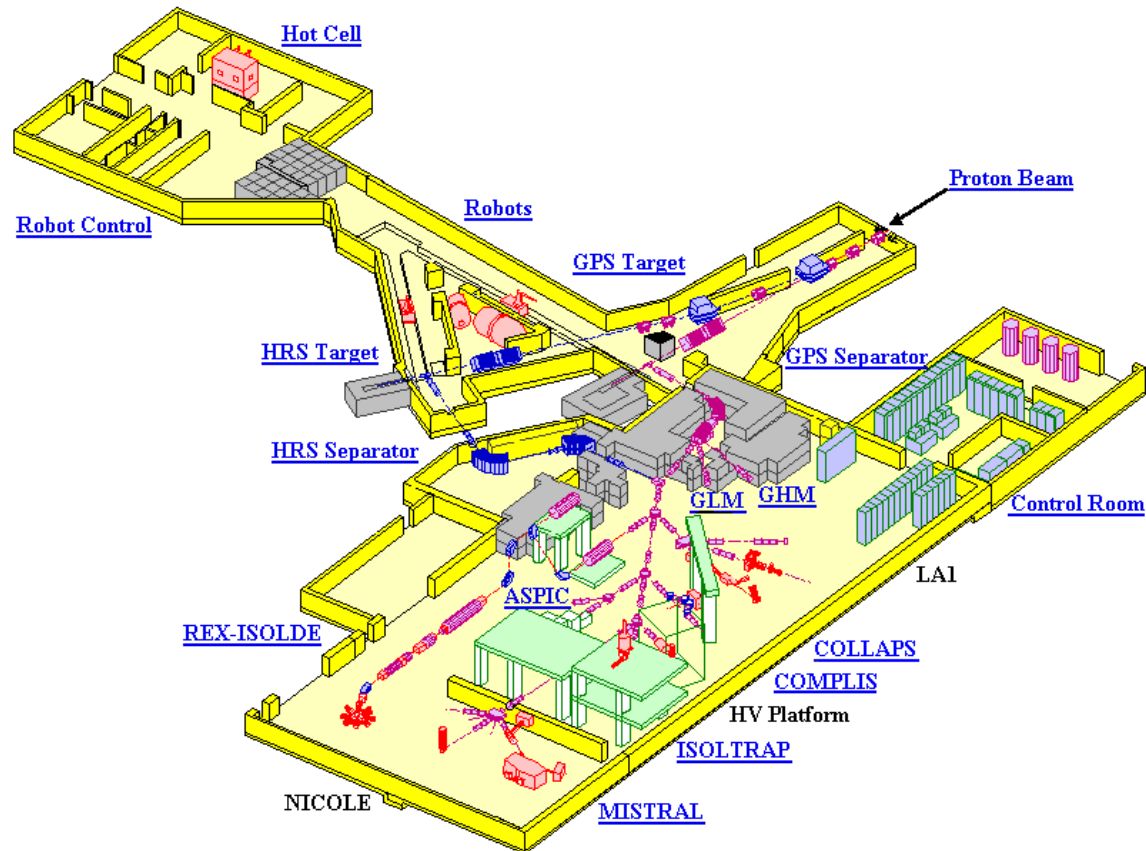 Hot Cell
Proton Beam
Robots
Robot Control
GPS Target
HRS Target
GPS Separator
HRS Separator
GLM
GHM
Control Room
LA1
ASPIC
REX-ISOLDE
COLLAPS
COMPLIS
HV Platform
ISOLTRAP
NICOLE
MISTRAL